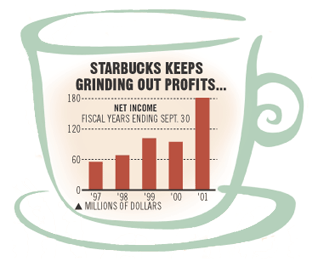 STARBUCKS KEEPS
GRINDING OUT PROFITS...
180
NET INCOME
FISCAL YEARS ENDING SEPT. 30
120
60
0
'97 '98 '99 '00 '01
▲ MILLIONS OF DOLLARS